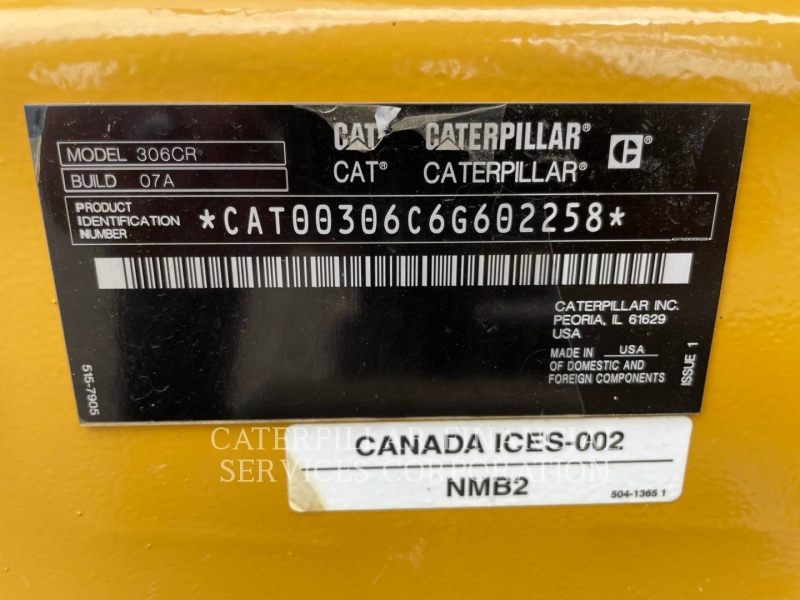 CAT® CATERPILLAR®
CAT® CATERPILLAR®
C®
MODEL 306CR
BUILD 07A
PRODUCT
IDENTIFICATION
NUMBER
*CAT00306C6G602258*
CATERPILLAR INC.
PEORIA, IL 61629
USA
MADE IN USA
OF DOMESTIC AND
FOREIGN COMPONENTS
ISSUE 1
515-7905
CATERPILLAR FINANCIAL
SERVICES CORPORATION
CANADA ICES-002
NMB2
504-1365 1